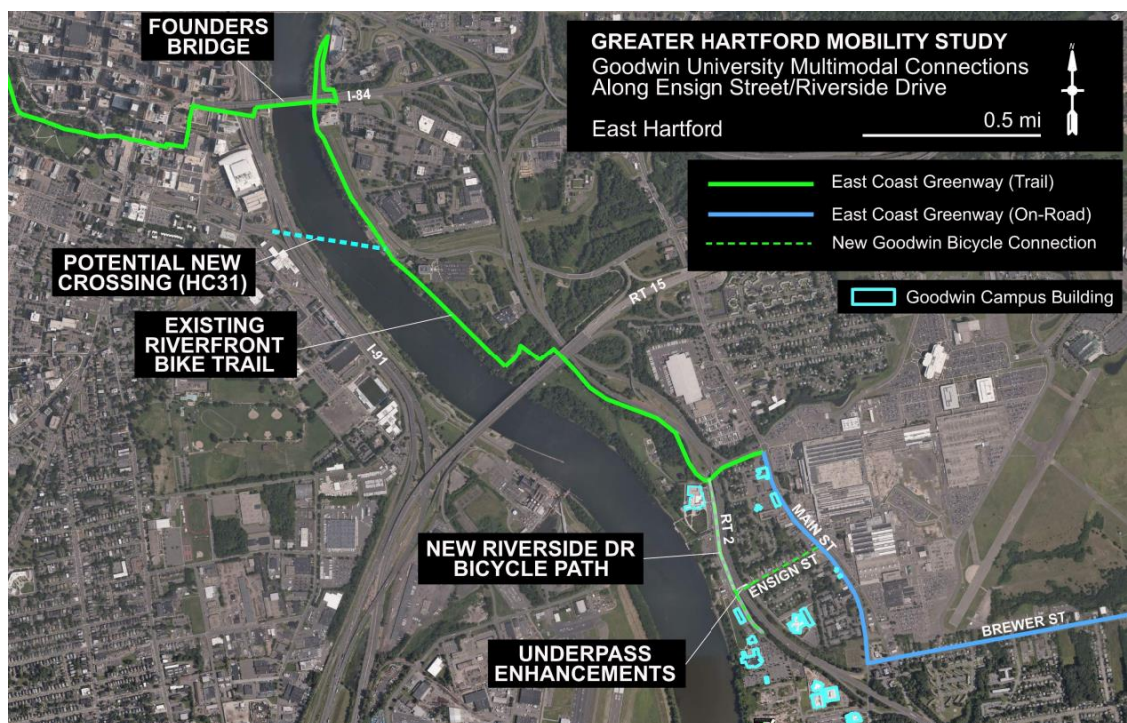 FOUNDERS
BRIDGE
I-84
GREATER HARTFORD MOBILITY STUDY
Goodwin University Multimodal Connections
Along Ensign Street/Riverside Drive
East Hartford
0.5 mi
N
East Coast Greenway (Trail)
East Coast Greenway (On-Road)
New Goodwin Bicycle Connection
Goodwin Campus Building
POTENTIAL NEW
CROSSING (HC31)
RT 15
EXISTING
RIVERFRONT
BIKE TRAIL
I-91
NEW RIVERSIDE DR
BICYCLE PATH
RT 2
MAIN ST
ENSIGN ST
BREWER ST
UNDERPASS
ENHANCEMENTS